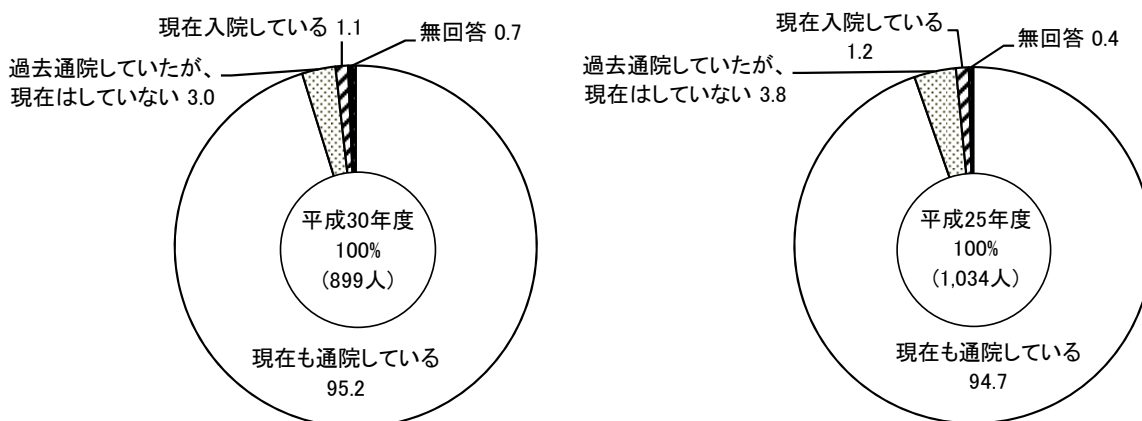 現在入院している 1.1
無回答 0.7
過去通院していたが、
現在はしていない 3.0
平成30年度
100%
（899人）
現在も通院している
95.2
現在入院している
1.2
無回答 0.4
過去通院していたが、
現在はしていない 3.8
平成25年度
100%
（1,034人）
現在も通院している
94.7